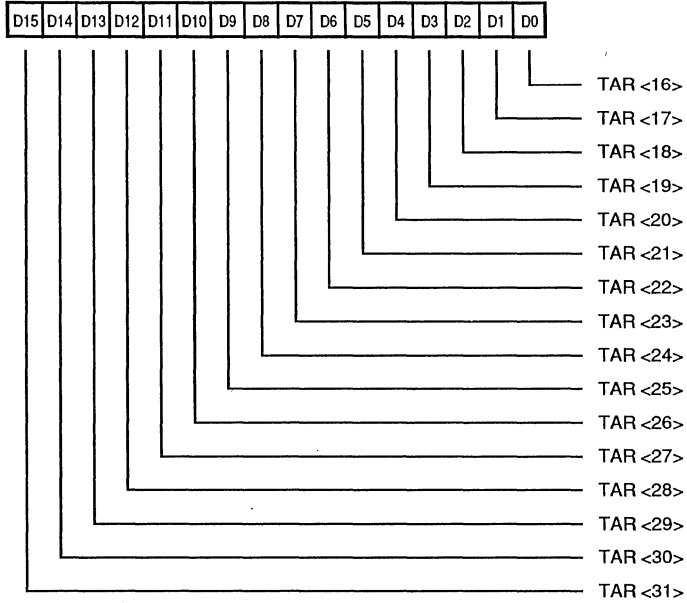 D15 D14 D13 D12 D11 D10 D9 D8 D7 D6 D5 D4 D3 D2 D1 D0
TAR <16>
TAR <17>
TAR <18>
TAR <19>
TAR <20>
TAR <21>
TAR <22>
TAR <23>
TAR <24>
TAR <25>
TAR <26>
TAR <27>
TAR <28>
TAR <29>
TAR <30>
TAR <31>